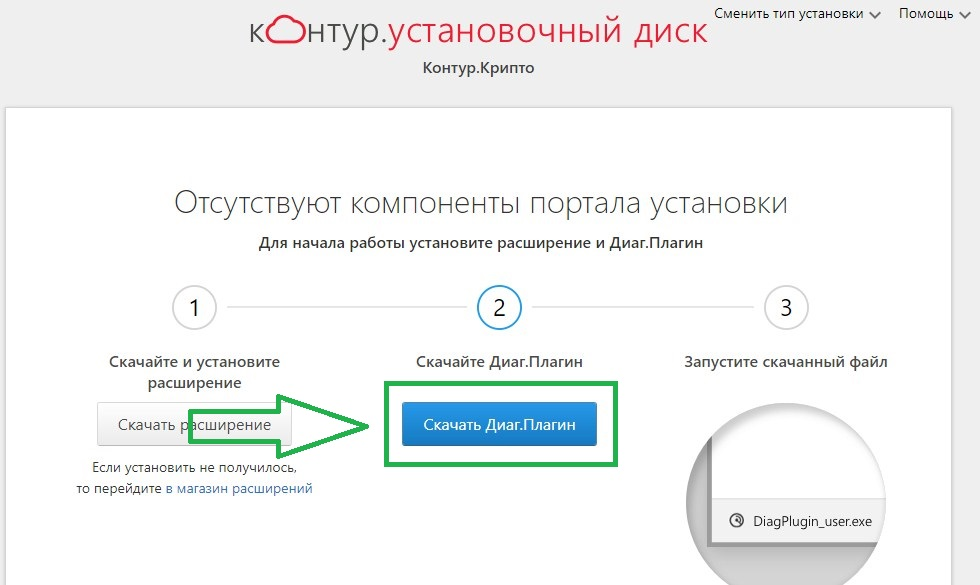 Сменить тип установки Помощь
контур.установочный диск
Контур.Крипто
Отсутствуют компоненты портала установки
Для начала работы установите расширение и Диаг.Плагин
1 2 3
Скачайте и установите
расширение
Скачайте Диаг.Плагин
Запустите скачанный файл
Скачать расширение
Скачать Диаг.Плагин
Если установить не получилось,
то перейдите в магазин расширений
DiagPlugin_user.exe